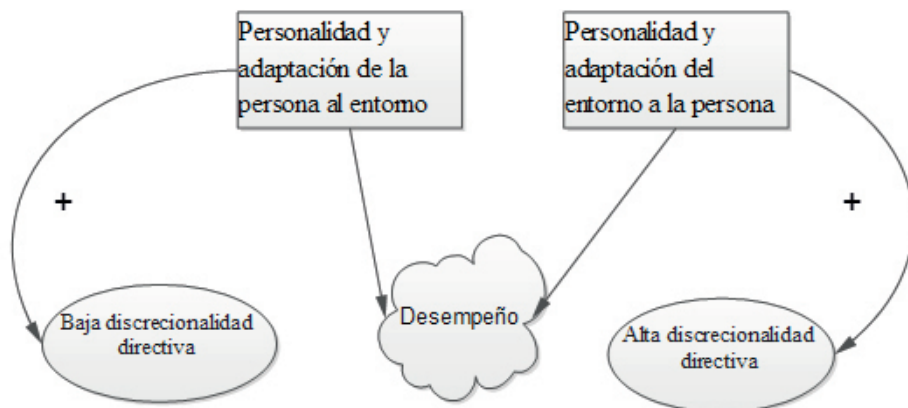 Personalidad y
adaptación de la
persona al entorno
Personalidad y
adaptación del
entorno a la persona
+
+
Baja discrecionalidad
directiva
Desempeño
Alta discrecionalidad
directiva